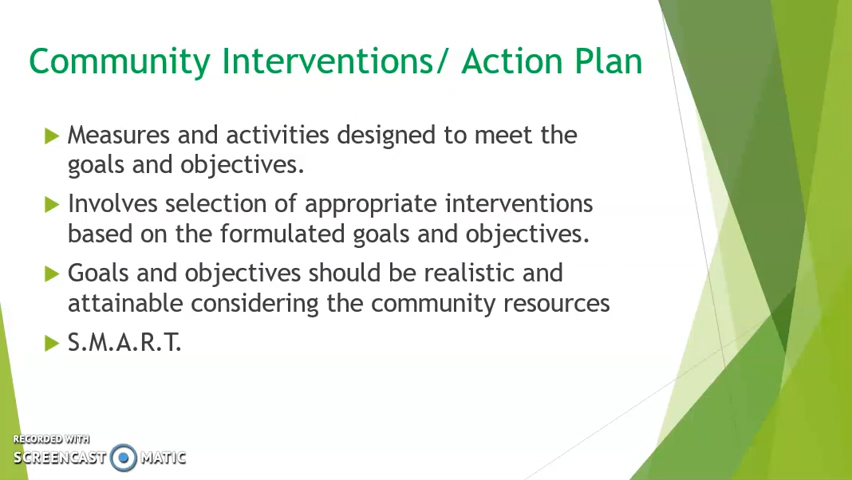 Community Interventions/ Action Plan
Measures and activities designed to meet the
goals and objectives.
Involves selection of appropriate interventions
based on the formulated goals and objectives.
Goals and objectives should be realistic and
attainable considering the community resources
S.M.A.R.T.
RECORDED WITH
SCREENCAST MATIC